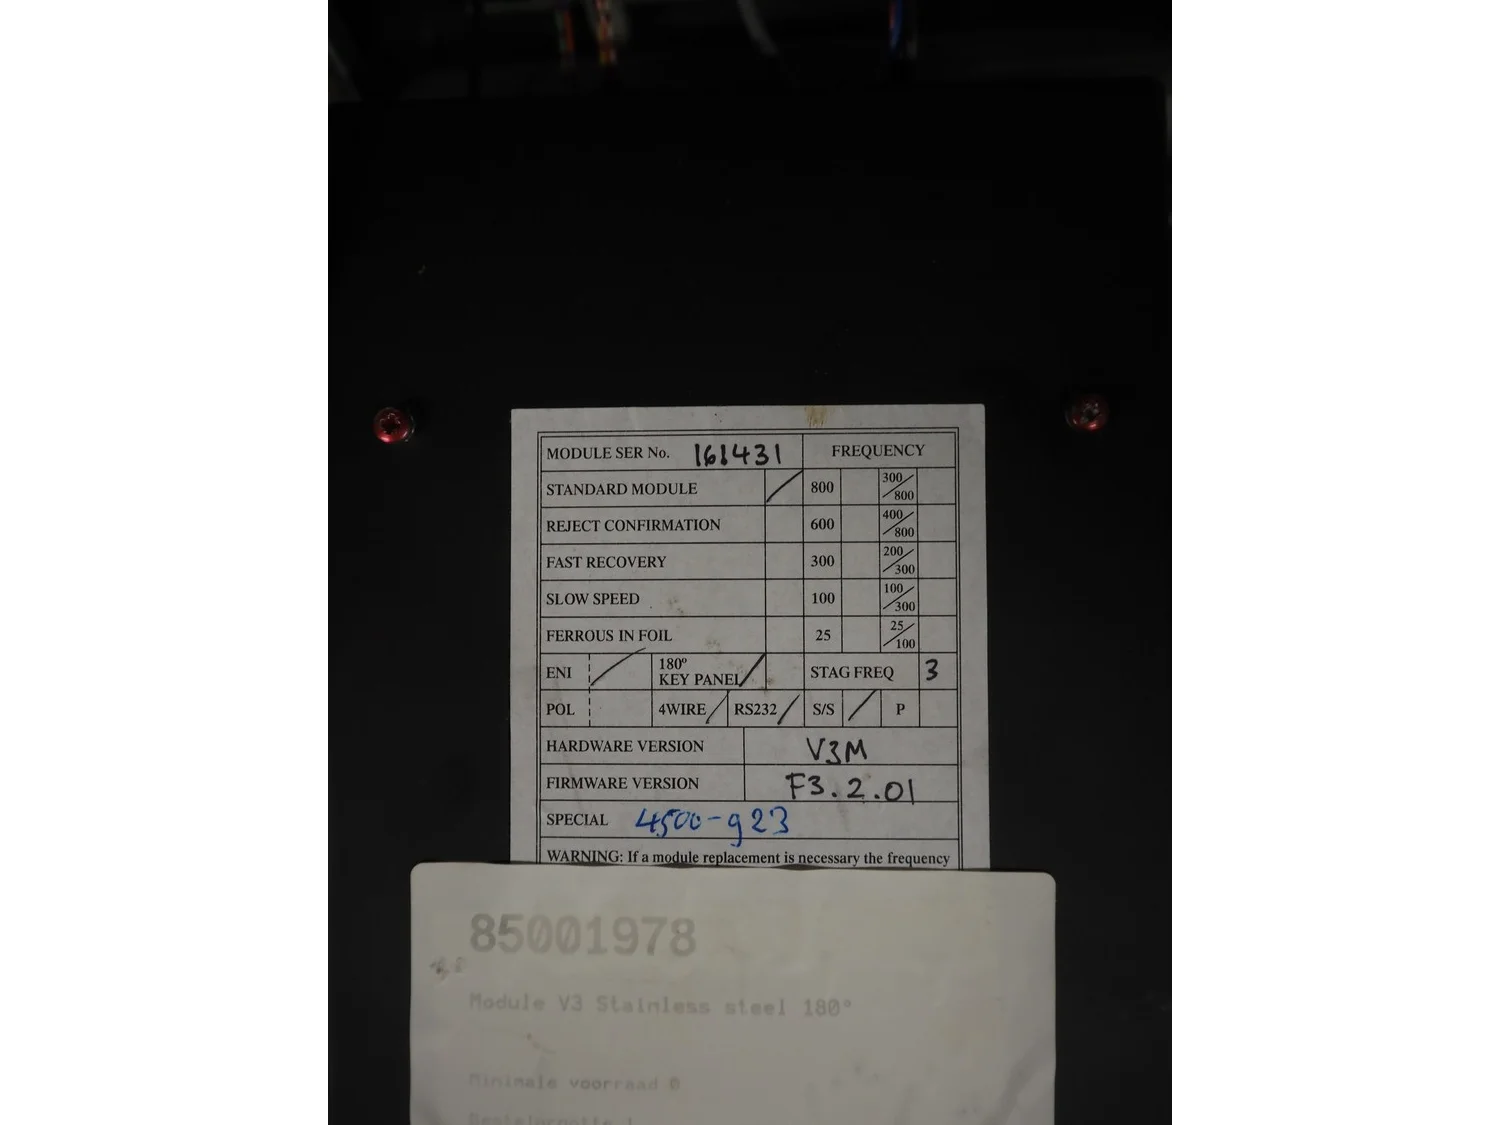 MODULE SER No. 161431 FREQUENCY
STANDARD MODULE / 800 300/800
REJECT CONFIRMATION 600 400/800
FAST RECOVERY 300 200/300
SLOW SPEED 100 100/300
FERROUS IN FOIL 25 25/100
ENI / 180° KEY PANEL / STAG FREQ 3
POL 4WIRE / RS232 / S/S / P
HARDWARE VERSION V3M
FIRMWARE VERSION F3.2.01
SPECIAL 4500-g23
WARNING: If a module replacement is necessary the frequency
85001978
Module V3 Stainless steel 180°
Minimale voorraad 0